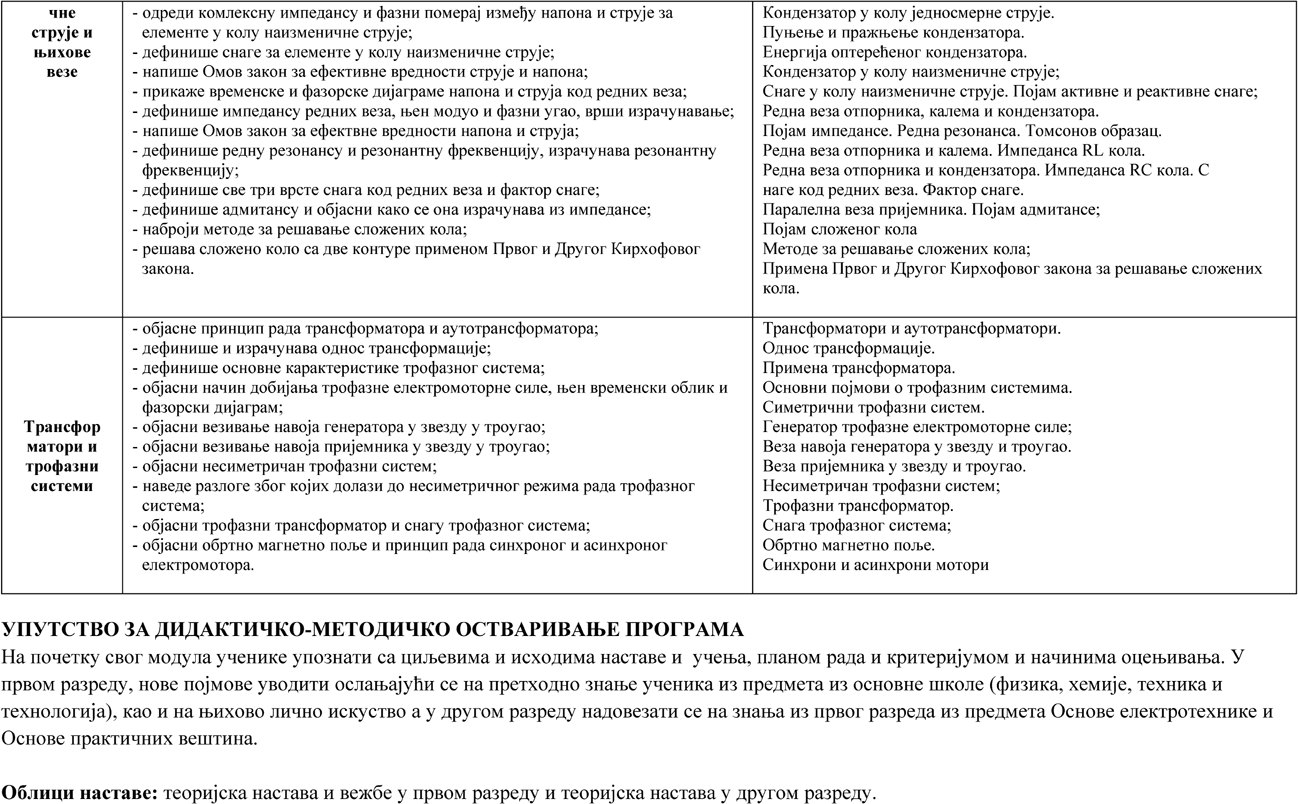 чне
струје и
њихове
везе
- одреди комлексну импедансу и фазни померај између напона и струје за
елементе у колу наизменичне струје;
- дефинише снаге за елементе у колу наизменичне струје;
- напише Омов закон за ефективне вредности струје и напона;
- прикаже временске и фазорске дијаграме напона и струја код редних веза;
- дефинише импедансу редних веза, њен модуо и фазни угао, врши израчунавање;
- напише Омов закон за ефектвне вредности напона и струја;
- дефинише редну резонансу и резонантну фреквенцију, израчунава резонантну
фреквенцију;
- дефинише све три врсте снага код редних веза и фактор снаге;
- дефинише адмитансу и објасни како се она израчунава из импедансе;
- наброји методе за решавање сложених кола;
- решава сложено коло са две контуре применом Првог и Другог Кирхофовог
закона.
Кондензатор у колу једносмерне струје.
Пуњење и пражњење кондензатора.
Енергија оптерећеног кондензатора.
Кондензатор у колу наизменичне струје;
Снаге у колу наизменичне струје. Појам активне и реактивне снаге;
Редна веза отпорника, калема и кондензатора.
Појам импедансе. Редна резонанса. Томсонов образац.
Редна веза отпорника и калема. Импеданса RL кола.
Редна веза отпорника и кондензатора. Импеданса RC кола. С
наге код редних веза. Фактор снаге.
Паралелна веза пријемника. Појам адмитансе;
Појам сложеног кола
Методе за решавање сложених кола;
Примена Првог и Другог Кирхофовог закона за решавање сложених
кола.
Трансфор
матори и
трофазни
системи
- објасне принцип рада трансформатора и аутотрансформатора;
- дефинише и израчунава однос трансформације;
- дефинише основне карактеристике трофазног система;
- објасни начин добијања трофазне електромоторне силе, њен временски облик и
фазорски дијаграм;
- објасни везивање навоја генератора у звезду у троугао;
- објасни везивање навоја пријемника у звезду у троугао;
- објасни несиметричан трофазни систем;
- наведе разлоге због којих долази до несиметричног режима рада трофазног
система;
- објасни трофазни трансформатор и снагу трофазног система;
- објасни обртно магнетно поље и принцип рада синхроног и асинхроног
електромотора.
Трансформатори и аутотрансформатори.
Однос трансформације.
Примена трансформатора.
Основни појмови о трофазним системима.
Симетрични трофазни систем.
Генератор трофазне електромоторне силе;
Веза навоја генератора у звезду и троугао.
Веза пријемника у звезду и троугао.
Несиметричан трофазни систем;
Трофазни трансформатор.
Снага трофазног система;
Обртно магнетно поље.
Синхрони и асинхрони мотори
УПУТСТВО ЗА ДИДАКТИЧКО-МЕТОДИЧКО ОСТВАРИВАЊЕ ПРОГРАМА
На почетку свог модула ученике упознати са циљевима и исходима наставе и учења, планом рада и критеријумом и начинима оцењивања. У
првом разреду, нове појмове уводити ослањајући се на претходно знање ученика из предмета из основне школе (физика, хемије, техника и
технологија), као и на њихово лично искуство а у другом разреду надовезати се на знања из првог разреда из предмета Основе електротехнике и
Основе практичних вештина.
Облици наставе: теоријска настава и вежбе у првом разреду и теоријска настава у другом разреду.